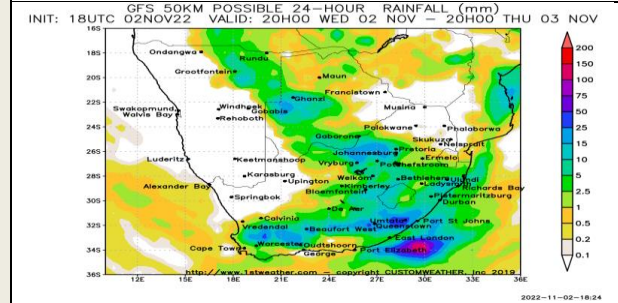 GFS 50KM POSSIBLE 24-HOUR RAINFALL (mm)
INIT: 18UTC 02NOV22 VALID: 20H00 WED 02 NOV - 20H00 THU 03 NOV
16S
Ondangwa
Rundu
200
18S
Grootfontein
150
20S
Maun
100
Francistown
22S
Ghanzi
75
Swakopmund
Windhoek
Gobabis
Musina
50
Walvis Bay
Rehoboth
24S
Polokwane
Phalaborwa
25
Gaborone
Skukuza
Nelspruit
15
26S
Johannesburg
Pretoria
10
Luderitz
Keetmanshoop
Vryburg
Potchefstroom
Ermelo
28S
Karasburg
Upington
Welkom
Bethlehem
Ulundi
5
Alexander Bay
Kimberley
Ladysmith
Richards Bay
2.5
30S
Springbok
Bloemfontein
Pietermaritzburg
Durban
1
De Aar
32S
Calvinia
Umtata
Port St Johns
0.5
Vredendal
Beaufort West
Queenstown
0.2
34S
Cape Town
Worcester
Oudtshoorn
East London
0.1
George
Port Elizabeth
36S
http://www.1stweather.com - copyright CUSTOMWEATHER, Inc 2019
12E 15E 18E 21E 24E 27E 30E 33E 36E
2022-11-02-18:24